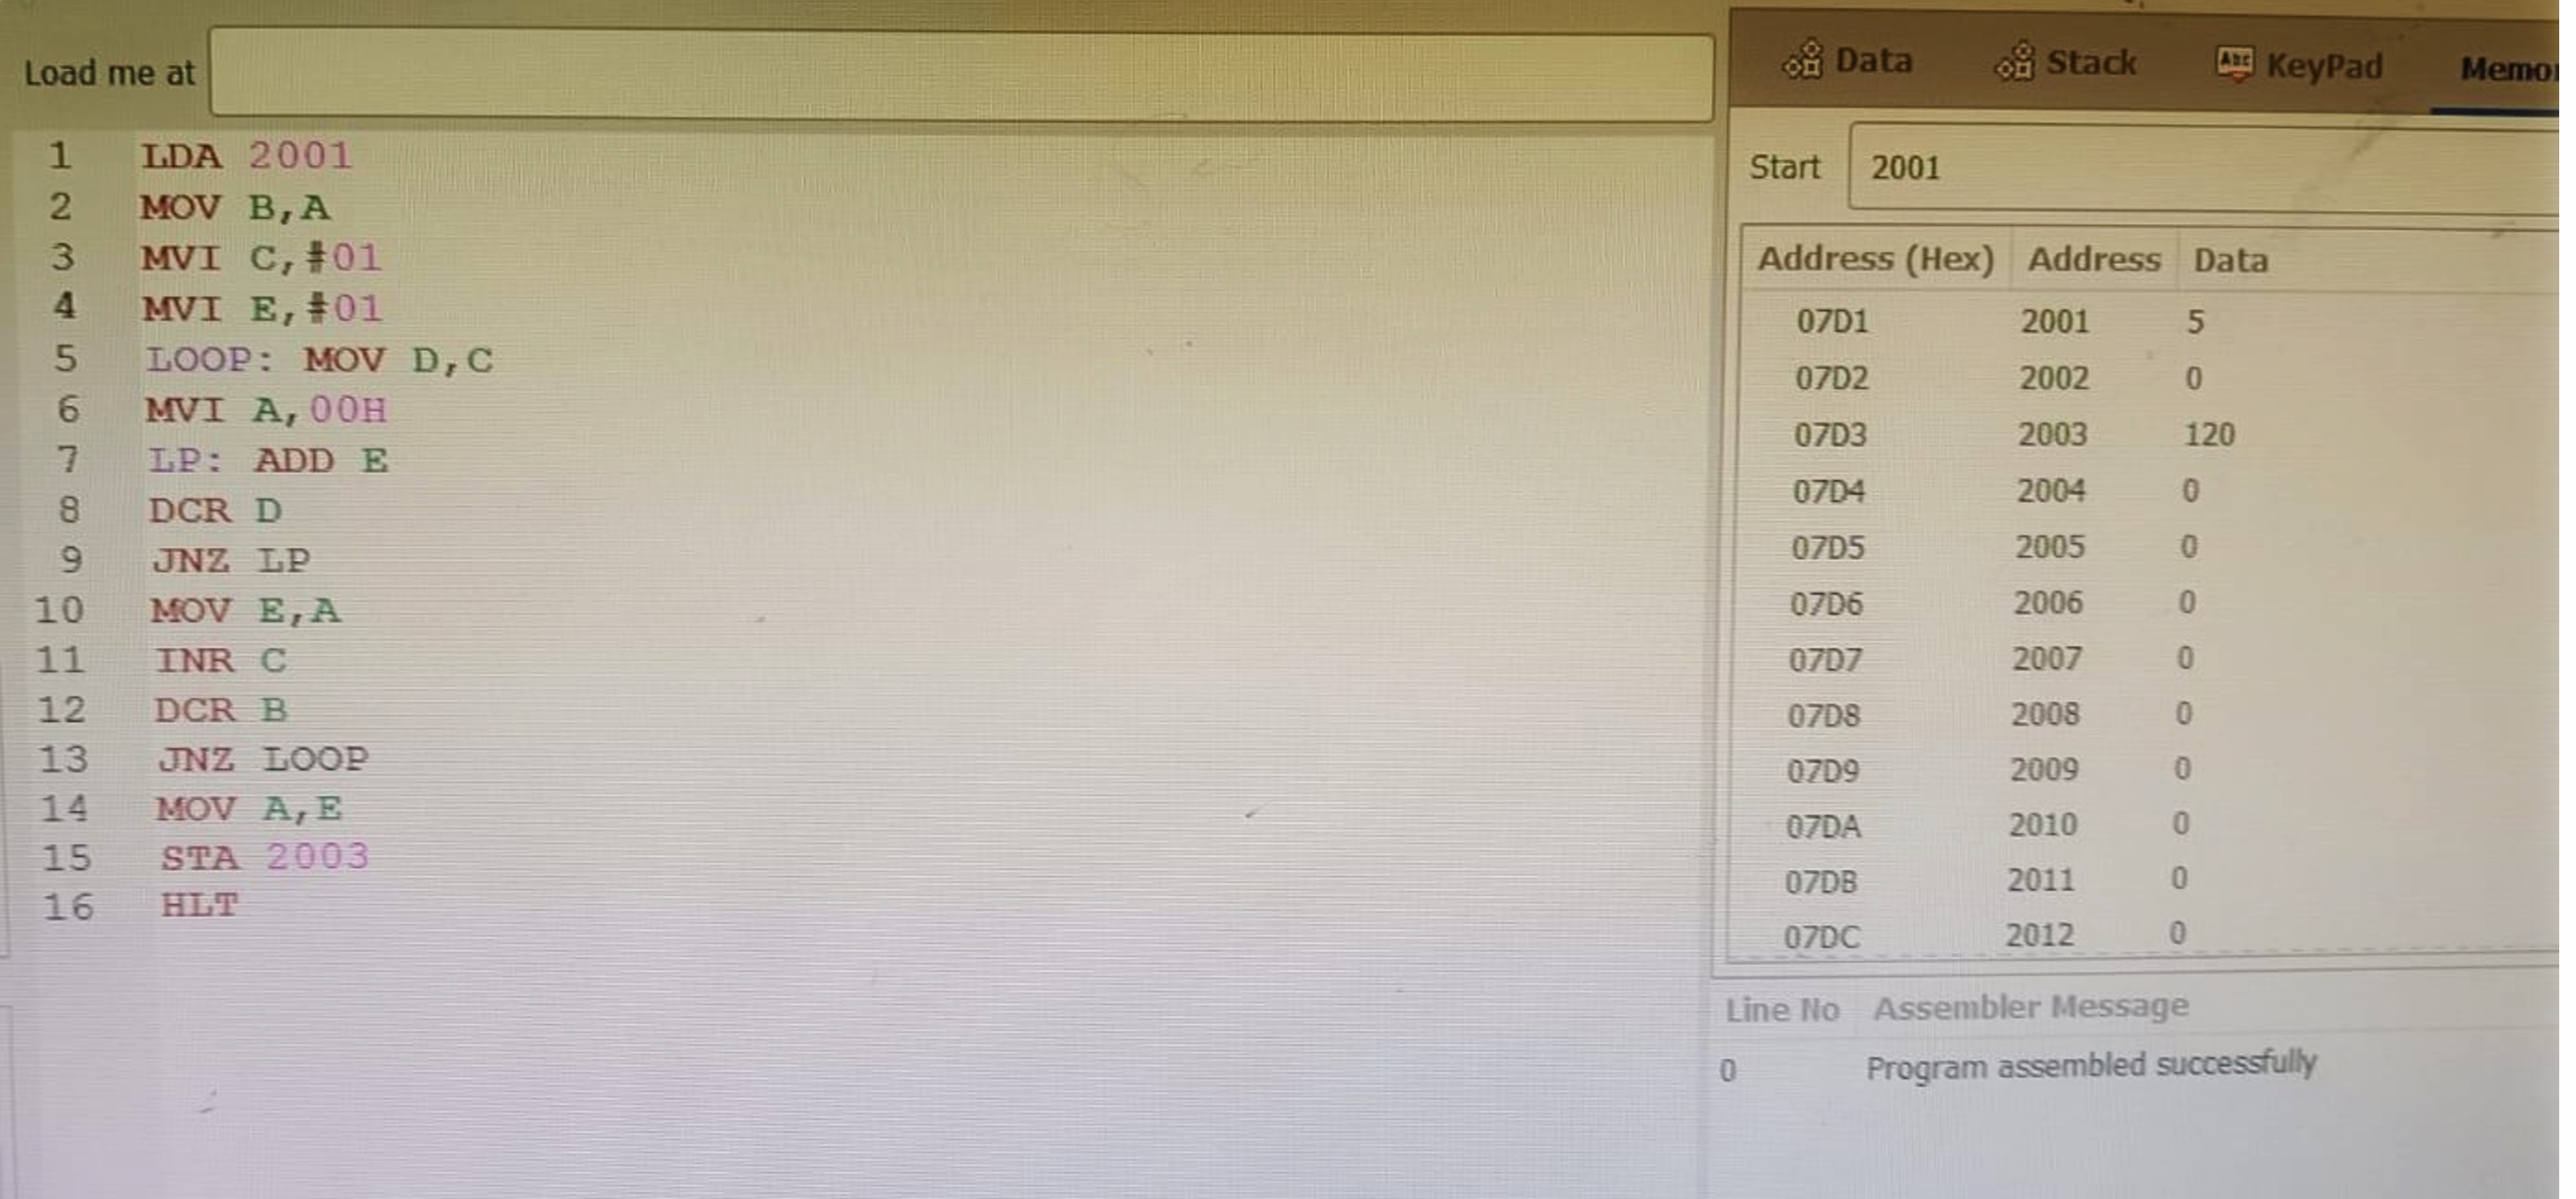 Load me at
1 LDA 2001
2 MOV B,A
3 MVI C,#01
4 MVI E,#01
5 LOOP: MOV D,C
6 MVI A,00H
7 LP: ADD E
8 DCR D
9 JNZ LP
10 MOV E,A
11 INR C
12 DCR B
13 JNZ LOOP
14 MOV A,E
15 STA 2003
16 HLT
Data Stack Abc KeyPad
Start 2001
Address (Hex) Address Data
07D1 2001 5
07D2 2002 0
07D3 2003 120
07D4 2004 0
07D5 2005 0
07D6 2006 0
07D7 2007 0
07D8 2008 0
07D9 2009 0
07DA 2010 0
07DB 2011 0
07DC 2012 0
Line No Assembler Message
0 Program assembled successfully